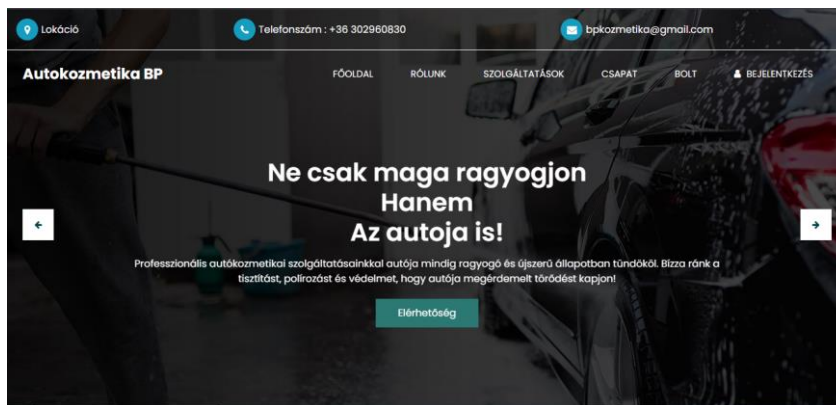 Lokáció
Telefonszám : +36 302960830
bpkozmetika@gmail.com
Autokozmetika BP
FŐOLDAL
RÓLUNK
SZOLGÁLTATÁSOK
CSAPAT
BOLT
BEJELENTKEZÉS
Ne csak maga ragyogjon
Hanem
Az autoja is!
Professzionális autókozmetikai szolgáltatásainkkal autója mindig ragyogó és újszerű állapotban tündököl. Bízza ránk a
tisztítást, polírozást és védelmet, hogy autója megérdemelt törődést kapjon!
Elérhetőség